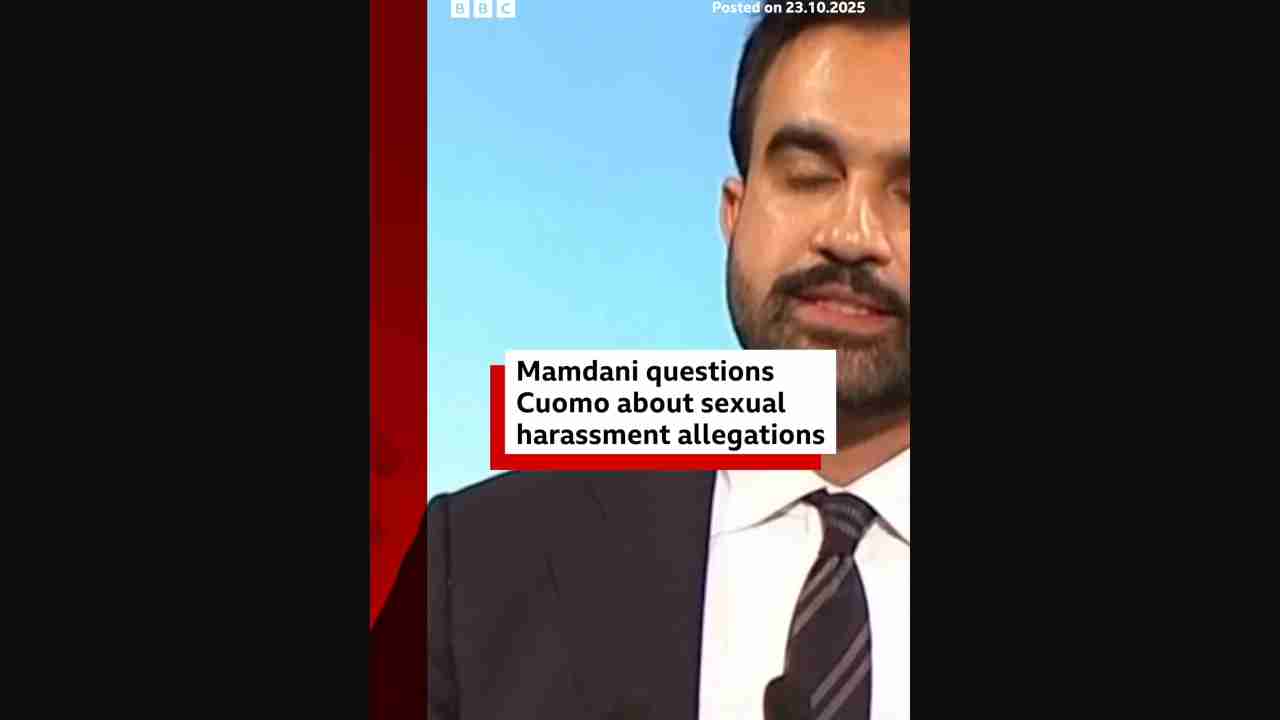 BBC
Posted on 23.10.2025
Mamdani questions
Cuomo about sexual
harassment allegations